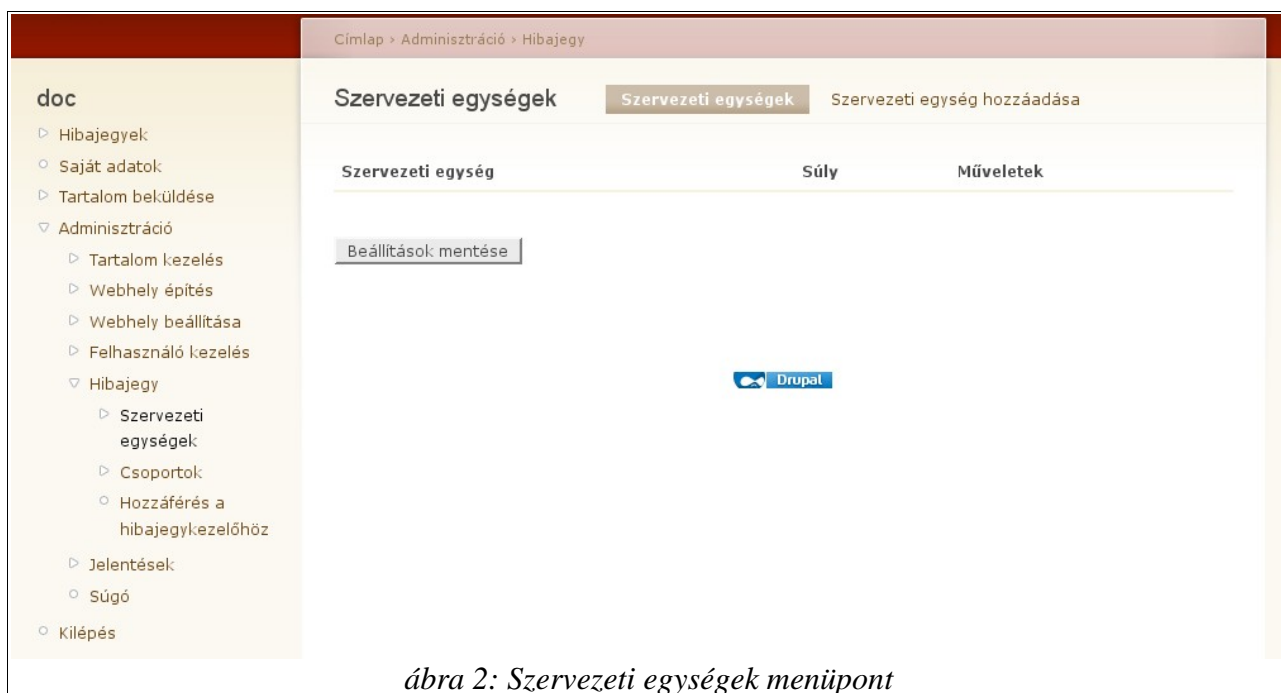 Címlap › Adminisztráció › Hibajegy
doc
Hibajegyek
Saját adatok
Tartalom beküldése
Adminisztráció
Tartalom kezelés
Webhely építés
Webhely beállítása
Felhasználó kezelés
Hibajegy
Szervezeti
egységek
Csoportok
Hozzáférés a
hibajegykezelőhöz
Jelentések
Súgó
Kilépés
Szervezeti egységek
Szervezeti egységek
Szervezeti egység hozzáadása
Szervezeti egység Súly Műveletek
Beállítások mentése
Drupal
ábra 2: Szervezeti egységek menüpont